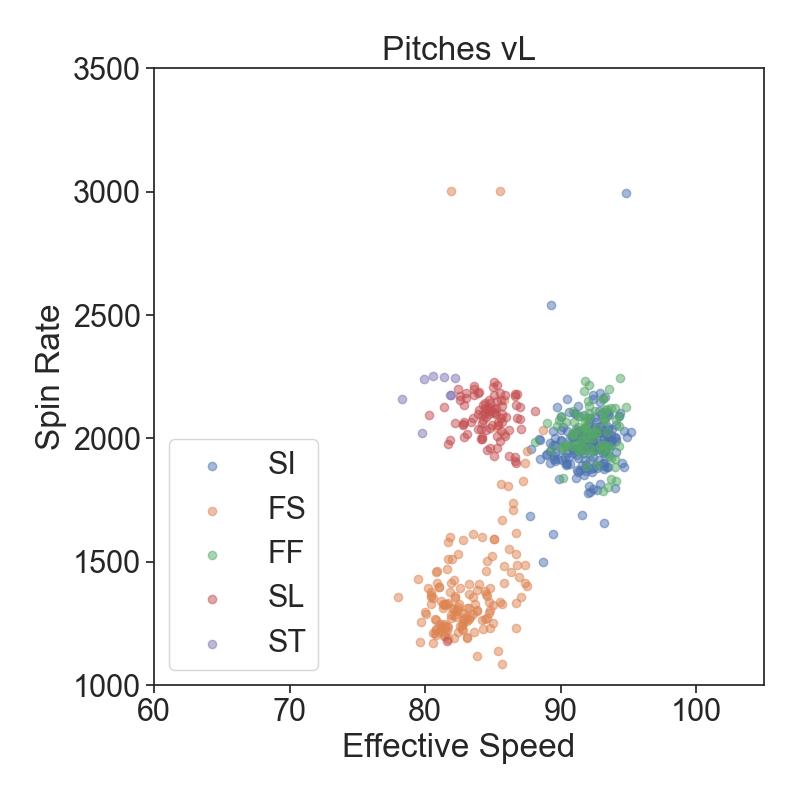 Pitches vL
3500
3000
2500
2000
1500
1000
Spin Rate
SI
FS
FF
SL
ST
60 70 80 90 100
Effective Speed